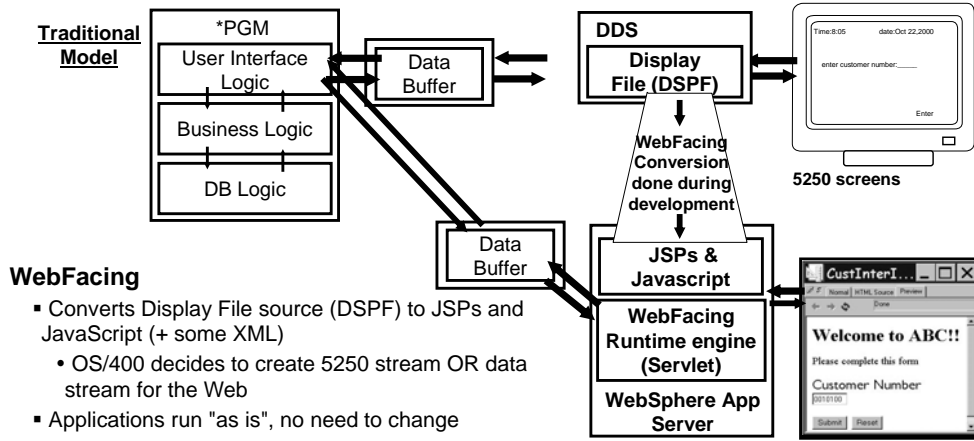 Traditional
Model
*PGM
User Interface
Logic
Business Logic
DB Logic
Data
Buffer
DDS
Display
File (DSPF)
WebFacing
Conversion
done during
development
Time:8:05 date:Oct 22,2000
enter customer number:_____
Enter
5250 screens
Data
Buffer
JSPs &
Javascript
WebFacing
Runtime engine
(Servlet)
WebSphere App
Server
CustInterI...
Normal HTML Source Preview
Done
Welcome to ABC!!
Please complete this form
Customer Number
0010100
Submit Reset
WebFacing
▪ Converts Display File source (DSPF) to JSPs and
JavaScript (+ some XML)
• OS/400 decides to create 5250 stream OR data
stream for the Web
▪ Applications run "as is", no need to change